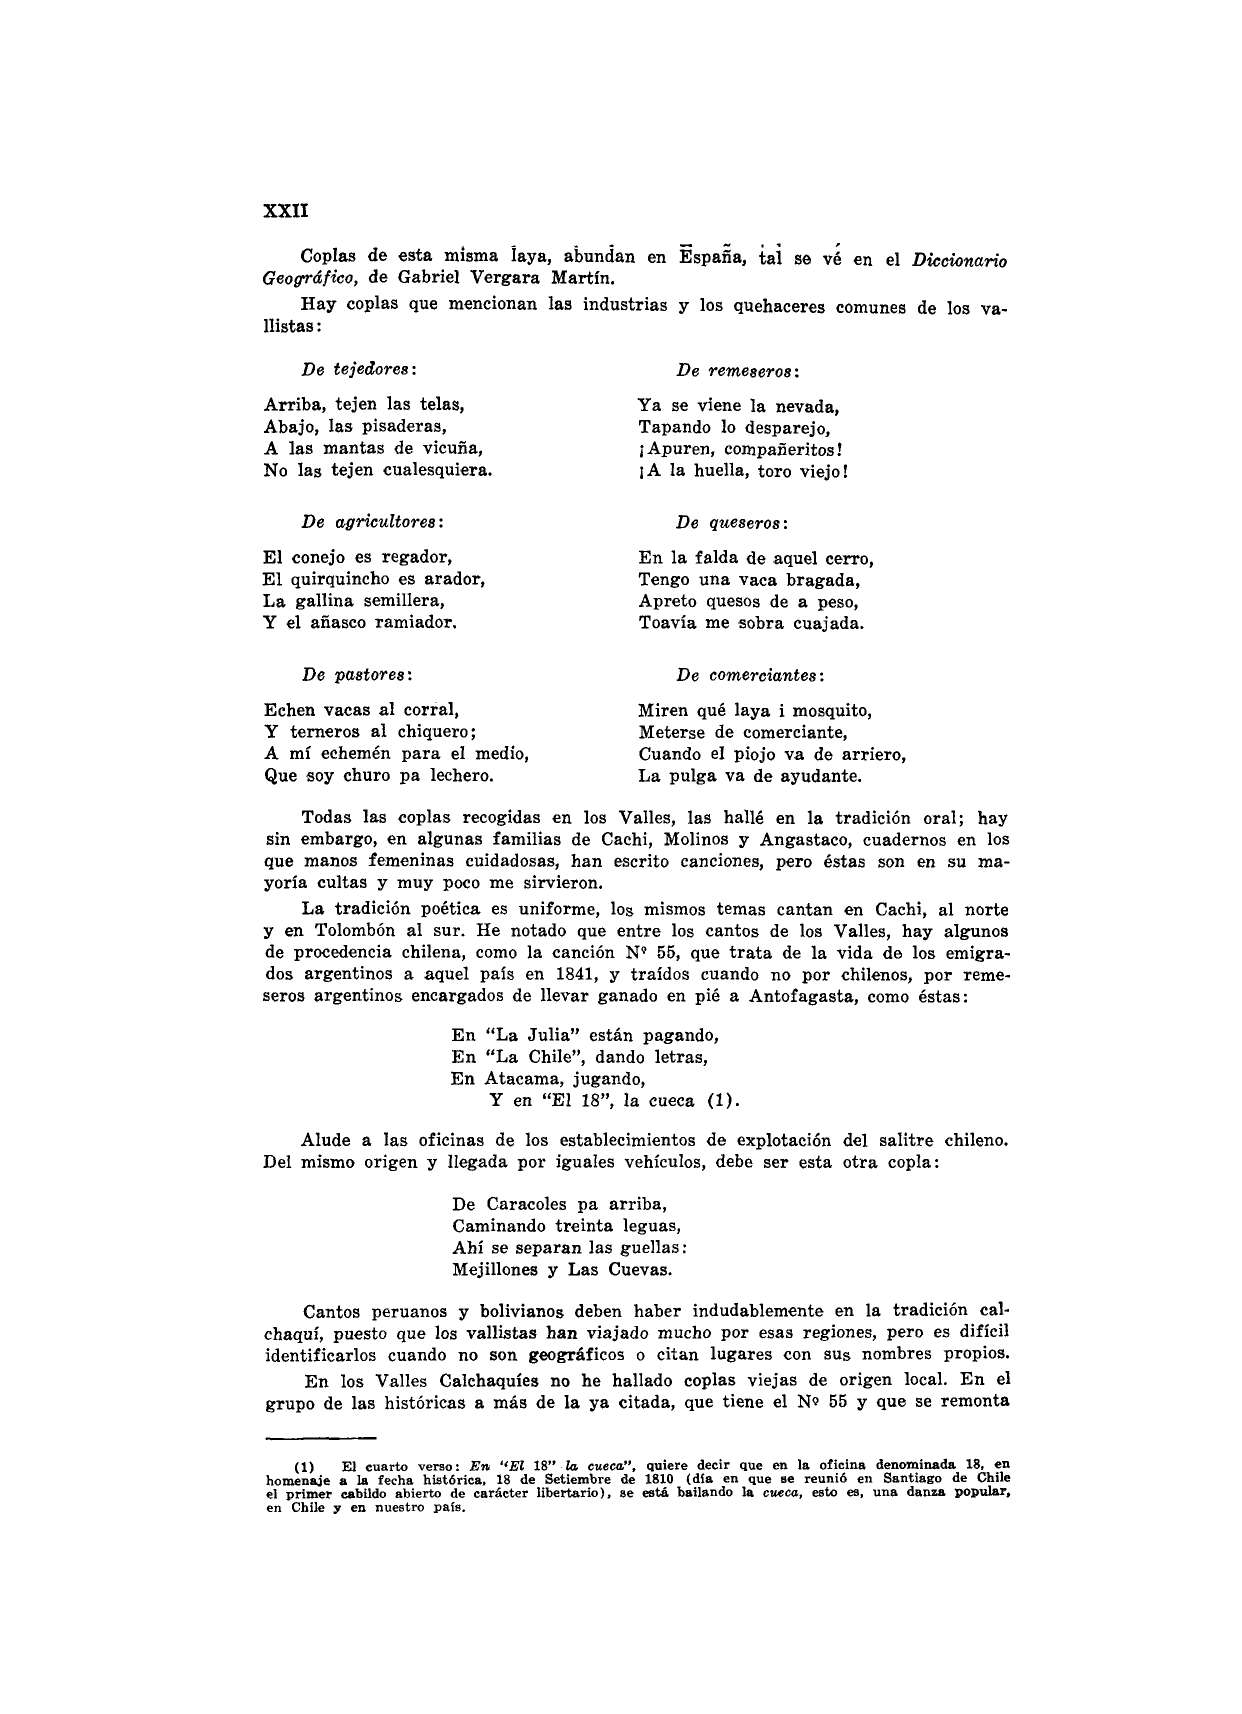 XXII
Coplas de esta misma laya, abundan en España, tal se vé en el Diccionario
Geográfico, de Gabriel Vergara Martín.
Hay coplas que mencionan las industrias y los quehaceres comunes de los va-
llistas:
De tejedores:
Arriba, tejen las telas,
Abajo, las pisaderas,
A las mantas de vicuña,
No las tejen cualesquiera.
De remeseros:
Ya se viene la nevada,
Tapando lo desparejo,
¡Apuren, compañeritos!
¡A la huella, toro viejo!
De agricultores:
El conejo es regador,
El quirquincho es arador,
La gallina semillera,
Y el añasco ramiador.
De queseros:
En la falda de aquel cerro,
Tengo una vaca bragada,
Apreto quesos de a peso,
Toavía me sobra cuajada.
De pastores:
Echen vacas al corral,
Y terneros al chiquero;
A mí echemén para el medio,
Que soy churo pa lechero.
De comerciantes:
Miren qué laya i mosquito,
Meterse de comerciante,
Cuando el piojo va de arriero,
La pulga va de ayudante.
Todas las coplas recogidas en los Valles, las hallé en la tradición oral; hay
sin embargo, en algunas familias de Cachi, Molinos y Angastaco, cuadernos en los
que manos femeninas cuidadosas, han escrito canciones, pero éstas son en su ma-
yoría cultas y muy poco me sirvieron.
La tradición poética es uniforme, los mismos temas cantan en Cachi, al norte
y en Tolombón al sur. He notado que entre los cantos de los Valles, hay algunos
de procedencia chilena, como la canción Nº 55, que trata de la vida de los emigra-
dos argentinos a aquel país en 1841, y traídos cuando no por chilenos, por reme-
seros argentinos encargados de llevar ganado en pié a Antofagasta, como éstas:
En “La Julia” están pagando,
En “La Chile”, dando letras,
En Atacama, jugando,
Y en “El 18”, la cueca (1).
Alude a las oficinas de los establecimientos de explotación del salitre chileno.
Del mismo origen y llegada por iguales vehículos, debe ser esta otra copla:
De Caracoles pa arriba,
Caminando treinta leguas,
Ahí se separan las guellas:
Mejillones y Las Cuevas.
Cantos peruanos y bolivianos deben haber indudablemente en la tradición cal-
chaquí, puesto que los vallistas han viajado mucho por esas regiones, pero es difícil
identificarlos cuando no son geográficos o citan lugares con sus nombres propios.
En los Valles Calchaquíes no he hallado coplas viejas de origen local. En el
grupo de las históricas a más de la ya citada, que tiene el Nº 55 y que se remonta
(1) El cuarto verso: En “El 18” la cueca”, quiere decir que en la oficina denominada 18, en
homenaje a la fecha histórica, 18 de Setiembre de 1810 (día en que se reunió en Santiago de Chile
el primer cabildo abierto de carácter libertario), se está bailando la cueca, esto es, una danza popular,
en Chile y en nuestro país.